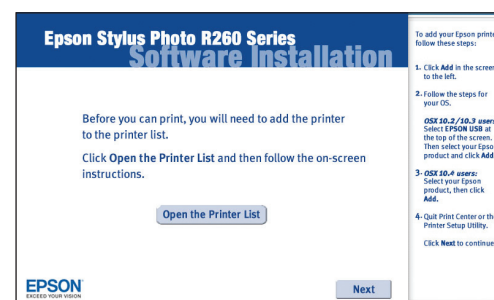 Epson Stylus Photo R260 Series
Software Installation
Before you can print, you will need to add the printer
to the printer list.
Click Open the Printer List and then follow the on-screen
instructions.
Open the Printer List
EPSON
EXCEED YOUR VISION
Next
To add your Epson
follow these steps:
1. Click Add in the
to the left.
2. Follow the steps for
your OS.
OSX 10.2/10.3
Select EPSON USB at
the top of the screen.
Then select your
product and click Add
3. OSX 10.4 users:
Select your Epson
product, then click
Add.
4. Quit Print Center or
Printer Setup Utility.
Click Next to continue